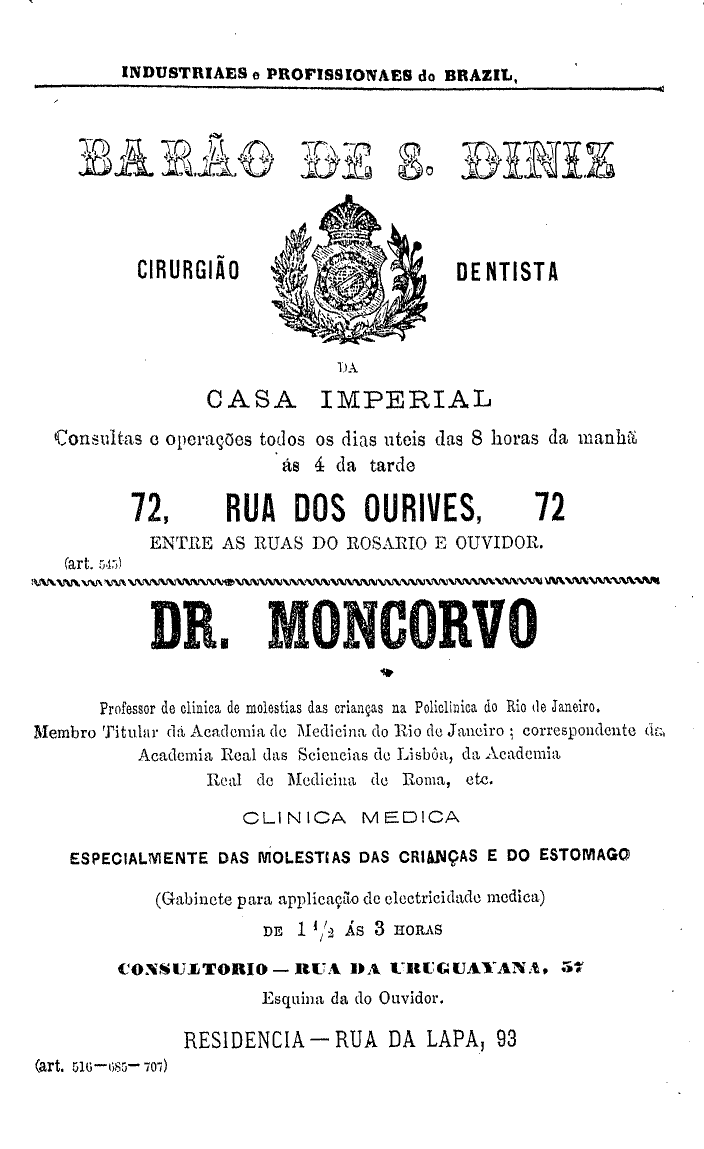 INDUSTRIAES e PROFISSIONAES do BRAZIL,
BARÃO DE S. DINIZ
CIRURGIÃO DENTISTA
DA
CASA IMPERIAL
Consultas e operações todos os dias uteis das 8 horas da manhã
ás 4 da tarde
72, RUA DOS OURIVES, 72
ENTRE AS RUAS DO ROSARIO E OUVIDOR.
(art. 545)
DR. MONCORVO
Professor de clinica de molestias das crianças na Policlinica do Rio de Janeiro.
Membro Titular da Academia de Medicina do Rio de Janeiro; correspondente da
Academia Real das Sciencias de Lisbôa, da Academia
Real de Medicina de Roma, etc.
CLINICA MEDICA
ESPECIALMENTE DAS MOLESTIAS DAS CRIANÇAS E DO ESTOMAGO
(Gabinete para applicação de electricidade medica)
DE 1 1/2 ÁS 3 HORAS
CONSULTORIO — RUA DA URUGUAYANA, 57
Esquina da do Ouvidor.
RESIDENCIA — RUA DA LAPA, 93
(art. 516—685—707)